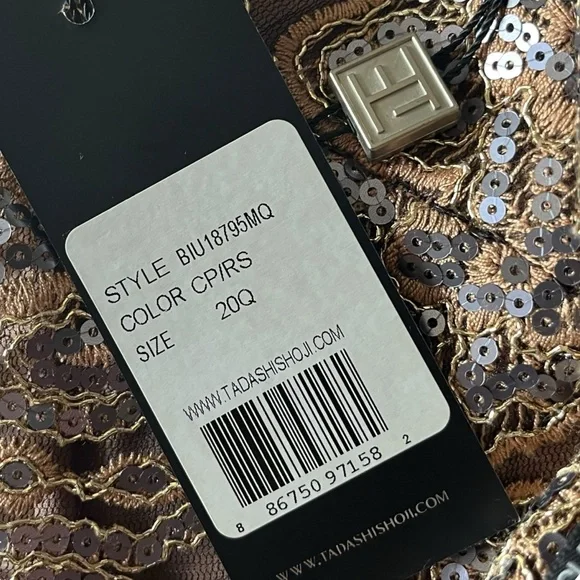 STYLE BIU18795MQ
COLOR CP/RS
SIZE 20Q
WWW.TADASHISHOJI.COM
8 86750 97158 2
WWW.TADASHISHOJI.COM